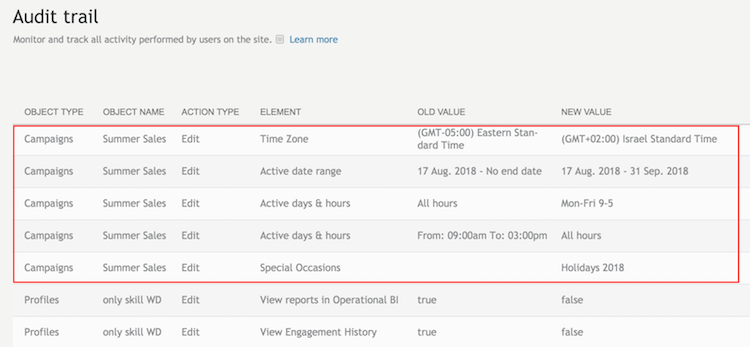 Audit trail
Monitor and track all activity performed by users on the site. Learn more
OBJECT TYPE OBJECT NAME ACTION TYPE ELEMENT OLD VALUE NEW VALUE
Campaigns Summer Sales Edit Time Zone (GMT-05:00) Eastern Stan-
dard Time (GMT+02:00) Israel Standard Time
Campaigns Summer Sales Edit Active date range 17 Aug. 2018 - No end date 17 Aug. 2018 - 31 Sep. 2018
Campaigns Summer Sales Edit Active days & hours All hours Mon-Fri 9-5
Campaigns Summer Sales Edit Active days & hours From: 09:00am To: 03:00pm All hours
Campaigns Summer Sales Edit Special Occasions Holidays 2018
Profiles only skill WD Edit View reports in Operational BI true false
Profiles only skill WD Edit View Engagement History true false